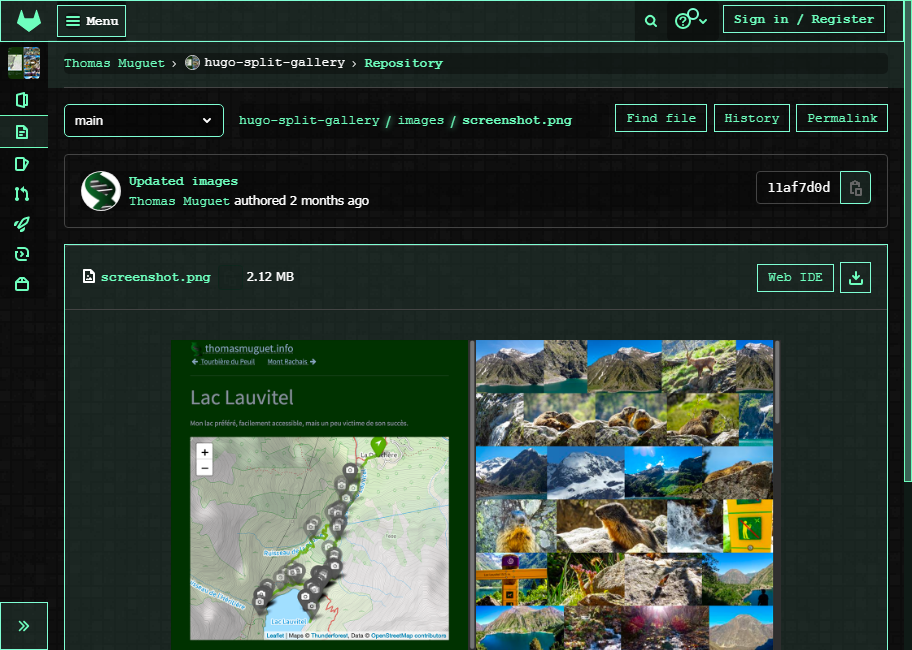 Menu
Sign in / Register
Thomas Muguet › hugo-split-gallery › Repository
main
hugo-split-gallery / images / screenshot.png
Find file
History
Permalink
Updated images
Thomas Muguet authored 2 months ago
11af7d0d
screenshot.png
2.12 MB
Web IDE
thomasmuguet.info
← Tourbière du Peuil
Mont Rachais →
Lac Lauvitel
Mon lac préféré, facilement accessible, mais un peu victime de son succès.
+
−
Lac Lauvitel
Leaflet | Maps © Thunderforest, Data © OpenStreetMap contributors